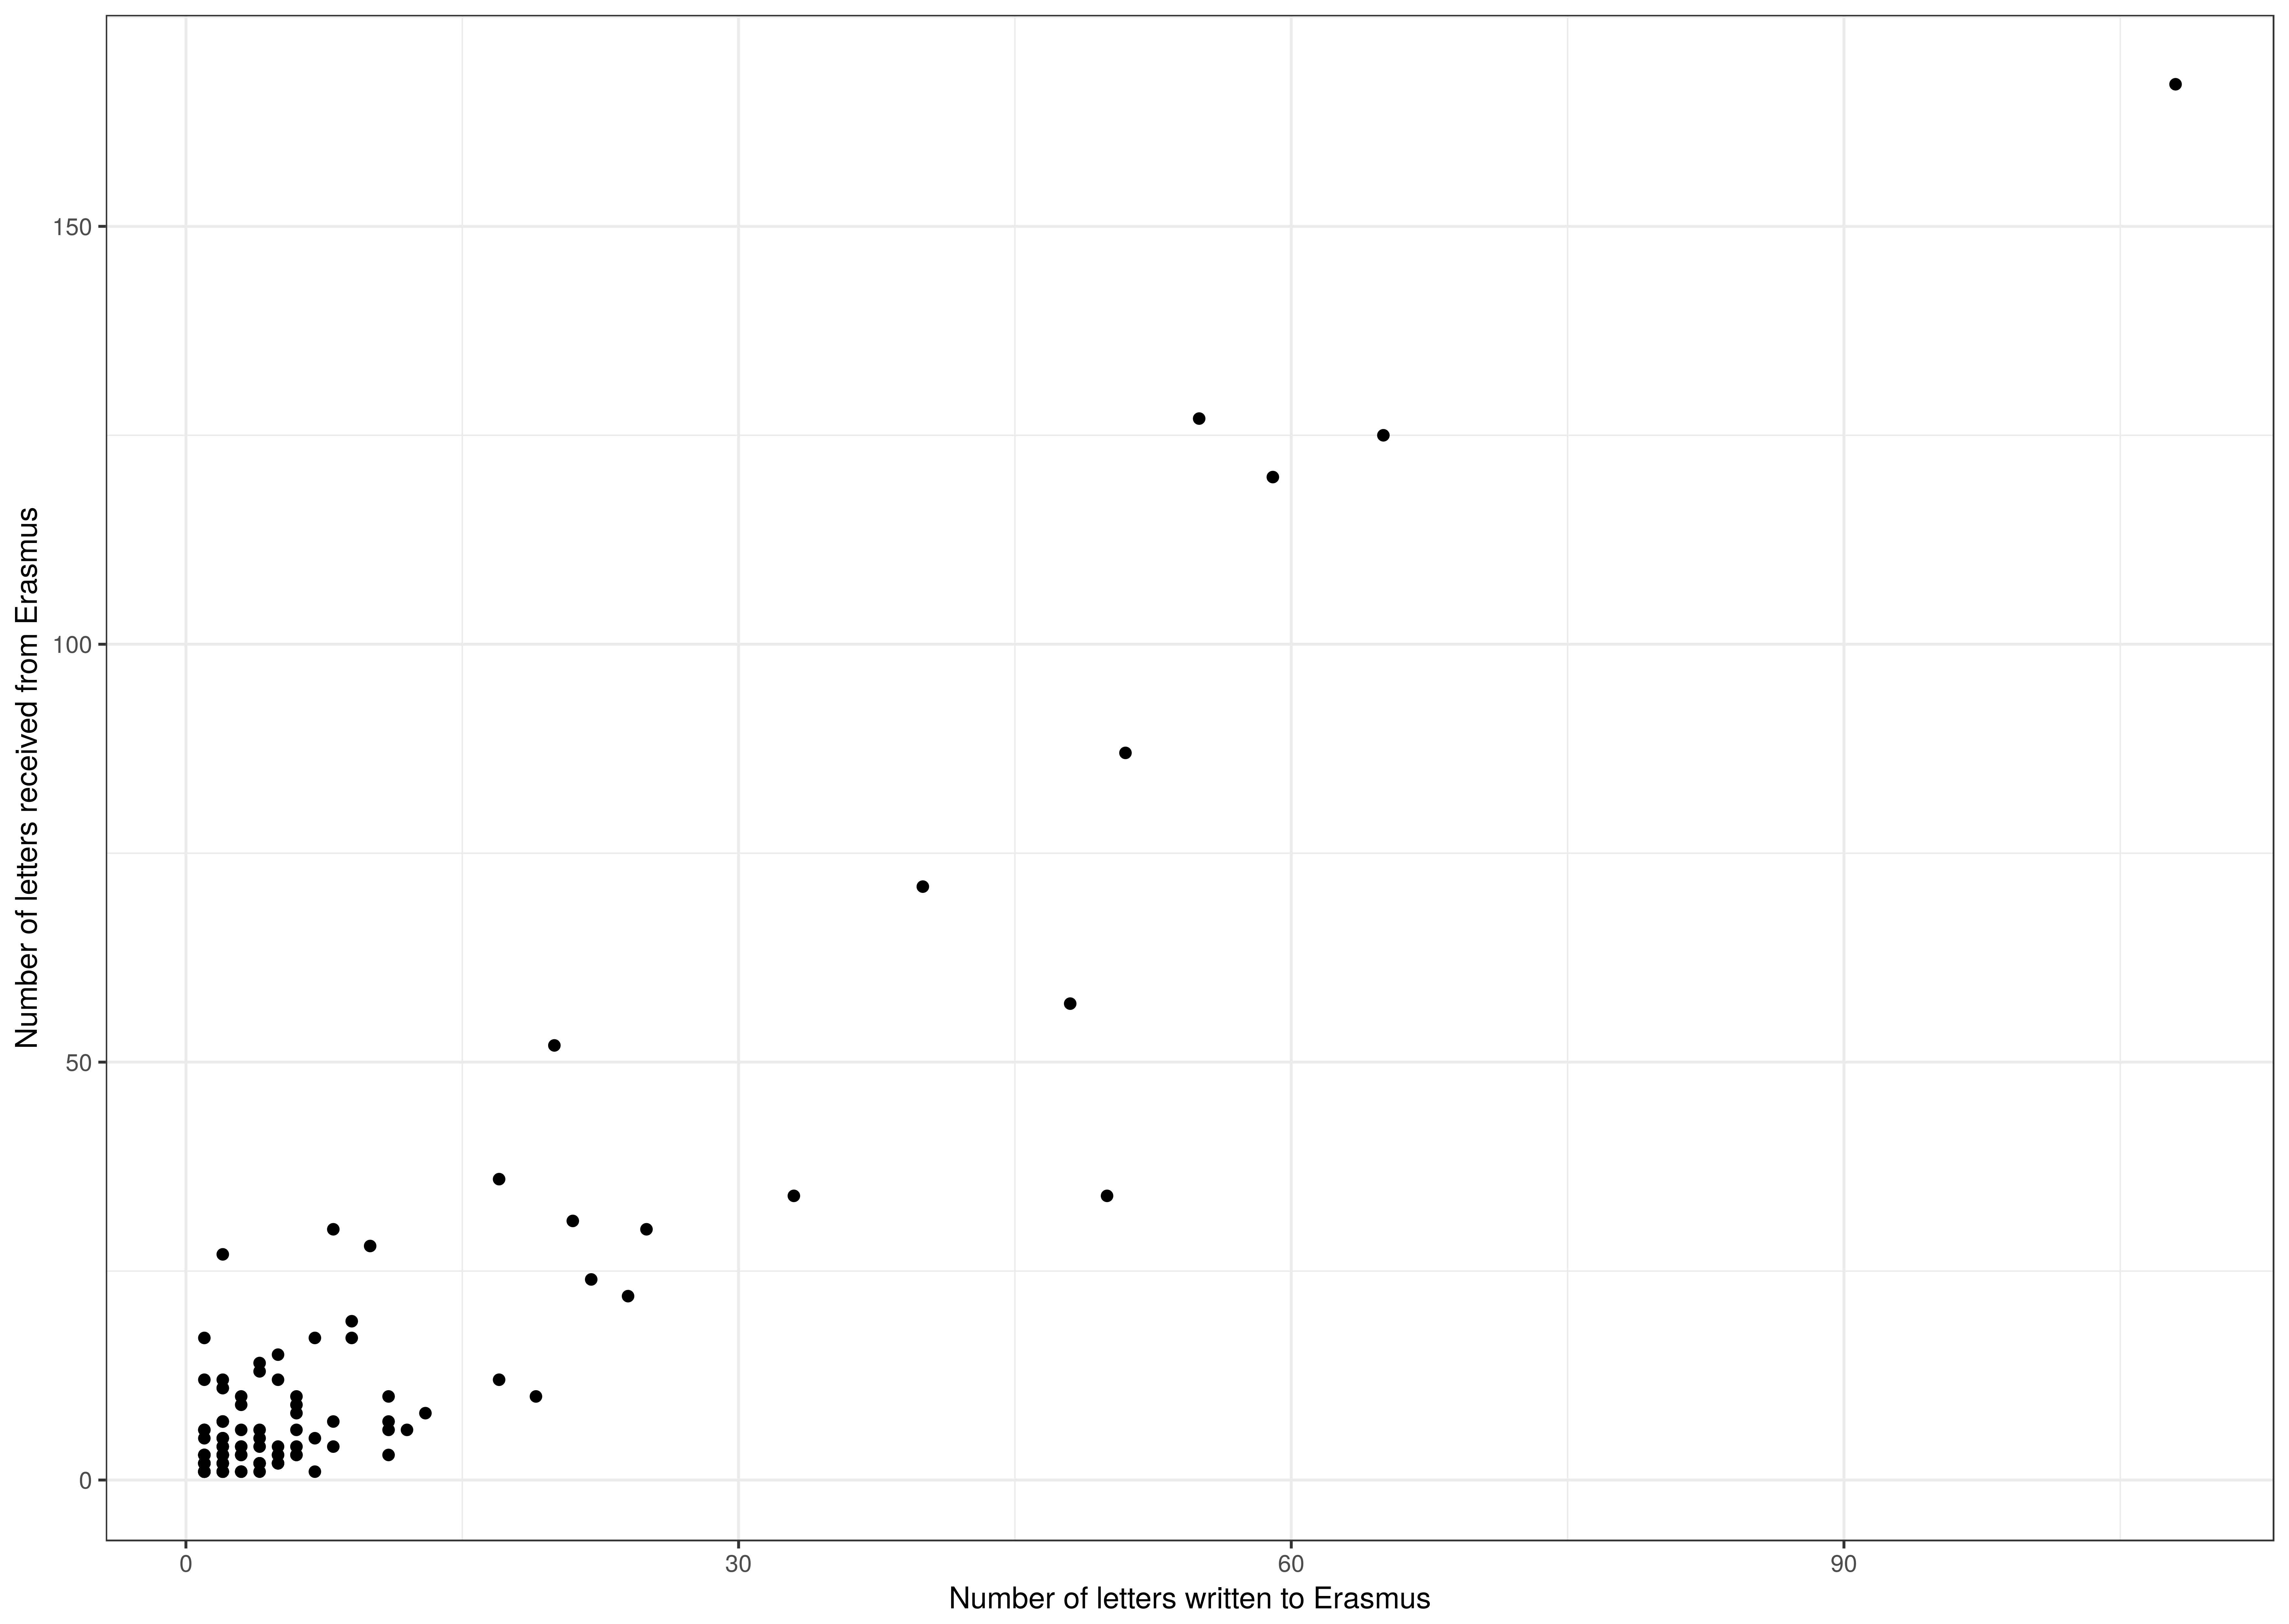 Number of letters received from Erasmus
150
100
50
0
0 30 60 90
Number of letters written to Erasmus